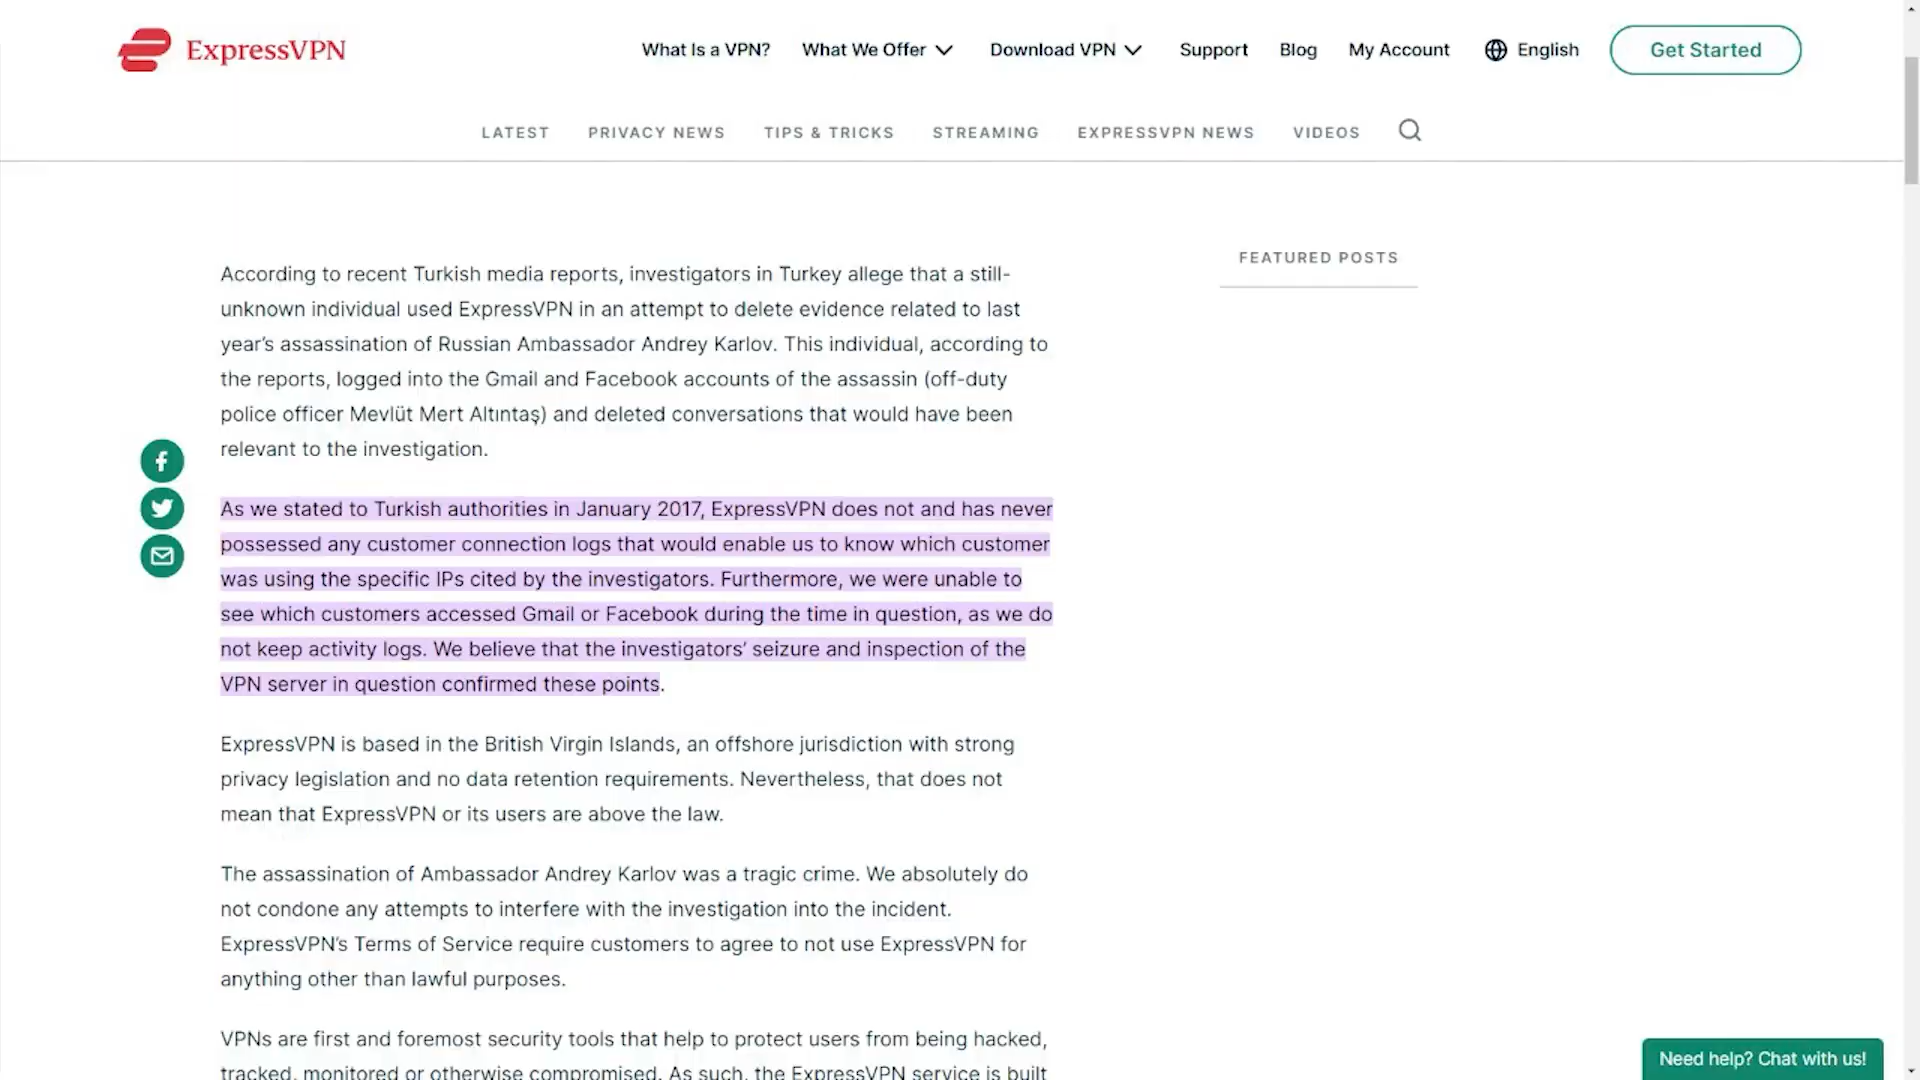 ExpressVPN
What Is a VPN? What We Offer Download VPN Support Blog My Account English Get Started
LATEST PRIVACY NEWS TIPS & TRICKS STREAMING EXPRESSVPN NEWS VIDEOS
According to recent Turkish media reports, investigators in Turkey allege that a still-
unknown individual used ExpressVPN in an attempt to delete evidence related to last
year’s assassination of Russian Ambassador Andrey Karlov. This individual, according to
the reports, logged into the Gmail and Facebook accounts of the assassin (off-duty
police officer Mevlüt Mert Altıntaş) and deleted conversations that would have been
relevant to the investigation.
As we stated to Turkish authorities in January 2017, ExpressVPN does not and has never
possessed any customer connection logs that would enable us to know which customer
was using the specific IPs cited by the investigators. Furthermore, we were unable to
see which customers accessed Gmail or Facebook during the time in question, as we do
not keep activity logs. We believe that the investigators’ seizure and inspection of the
VPN server in question confirmed these points.
ExpressVPN is based in the British Virgin Islands, an offshore jurisdiction with strong
privacy legislation and no data retention requirements. Nevertheless, that does not
mean that ExpressVPN or its users are above the law.
The assassination of Ambassador Andrey Karlov was a tragic crime. We absolutely do
not condone any attempts to interfere with the investigation into the incident.
ExpressVPN’s Terms of Service require customers to agree to not use ExpressVPN for
anything other than lawful purposes.
VPNs are first and foremost security tools that help to protect users from being hacked,
tracked, monitored or otherwise compromised. As such, the ExpressVPN service is built
FEATURED POSTS
Need help? Chat with us!